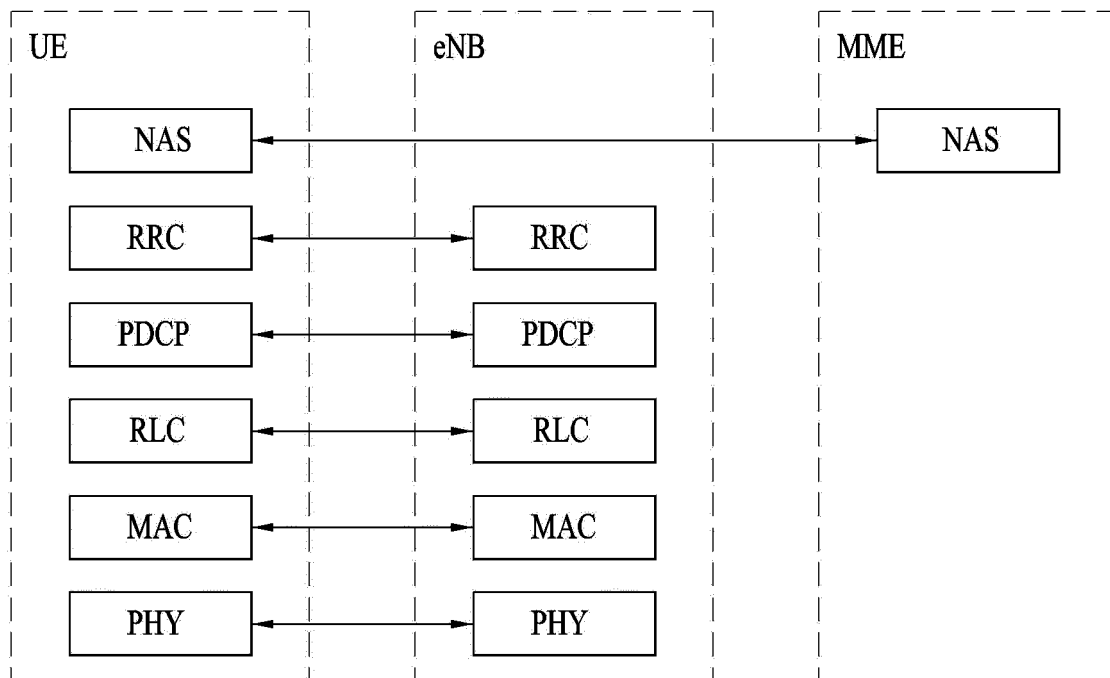 UE eNB MME
NAS NAS
RRC RRC
PDCP PDCP
RLC RLC
MAC MAC
PHY PHY